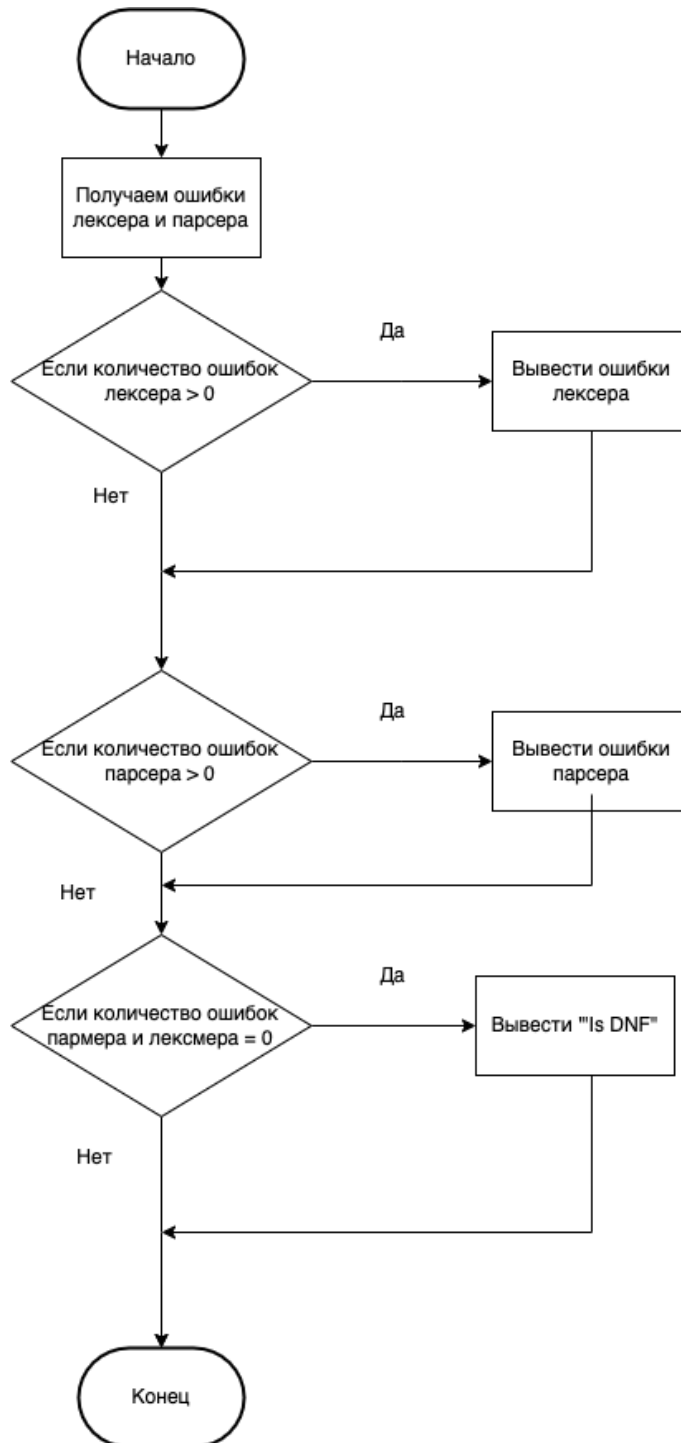 Начало
Получаем ошибки
лексера и парсера
Если количество ошибок
лексера > 0
Да
Вывести ошибки
лексера
Нет
Если количество ошибок
парсера > 0
Да
Вывести ошибки
парсера
Нет
Если количество ошибок
пармера и лексмера = 0
Да
Вывести '"Is DNF"
Нет
Конец